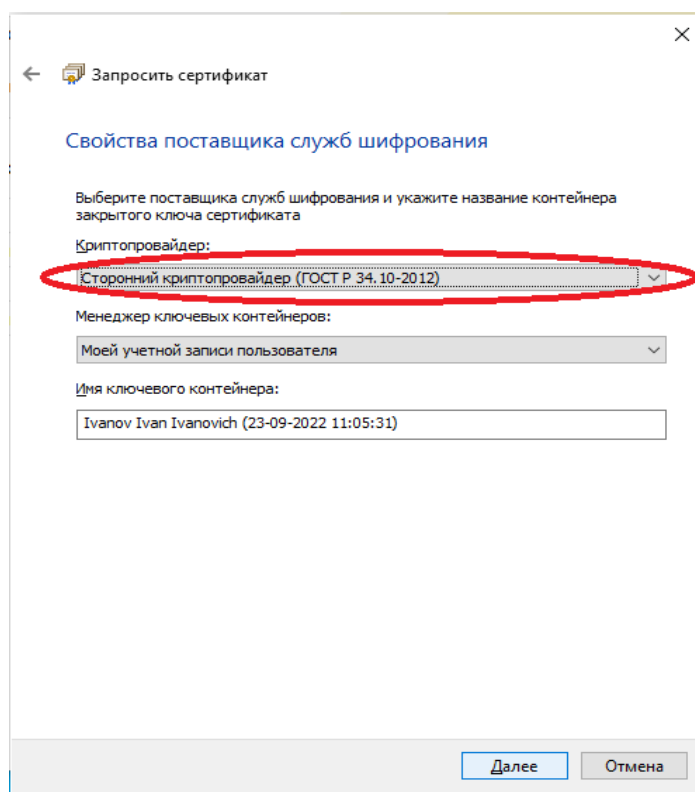 Запросить сертификат
Свойства поставщика служб шифрования
Выберите поставщика служб шифрования и укажите название контейнера
закрытого ключа сертификата
Криптопровайдер:
Сторонний криптопровайдер (ГОСТ Р 34.10-2012)
Менеджер ключевых контейнеров:
Моей учетной записи пользователя
Имя ключевого контейнера:
Ivanov Ivan Ivanovich (23-09-2022 11:05:31)
Далее
Отмена